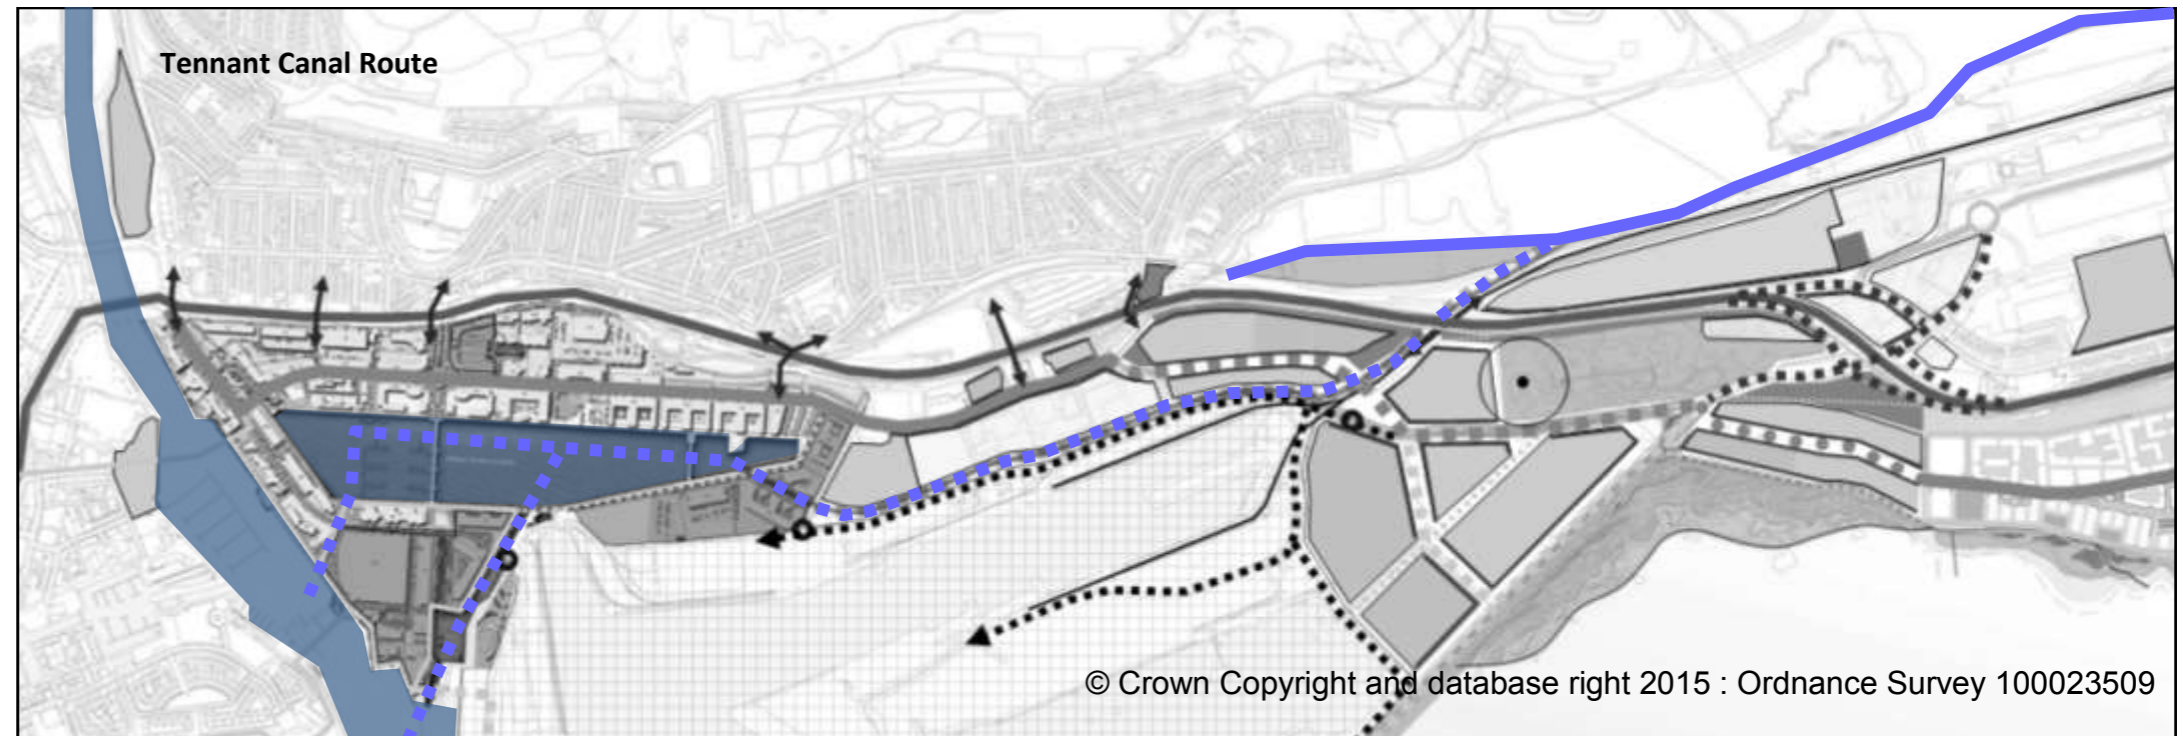 Tennant Canal Route
© Crown Copyright and database right 2015 : Ordnance Survey 100023509